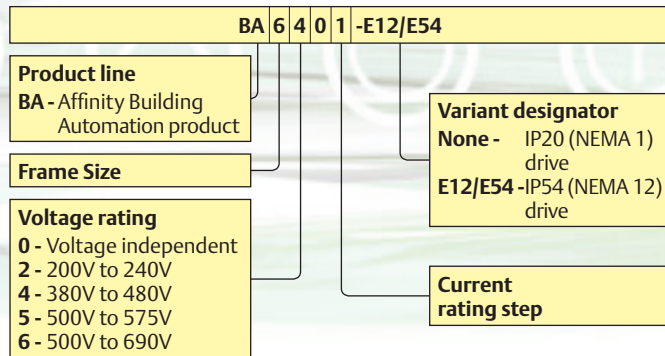 BA 6 4 0 1 -E12/E54
Product line
BA - Affinity Building
Automation product
Frame Size
Voltage rating
0 - Voltage independent
2 - 200V to 240V
4 - 380V to 480V
5 - 500V to 575V
6 - 500V to 690V
Variant designator
None - IP20 (NEMA 1)
drive
E12/E54 -IP54 (NEMA 12)
drive
Current
rating step